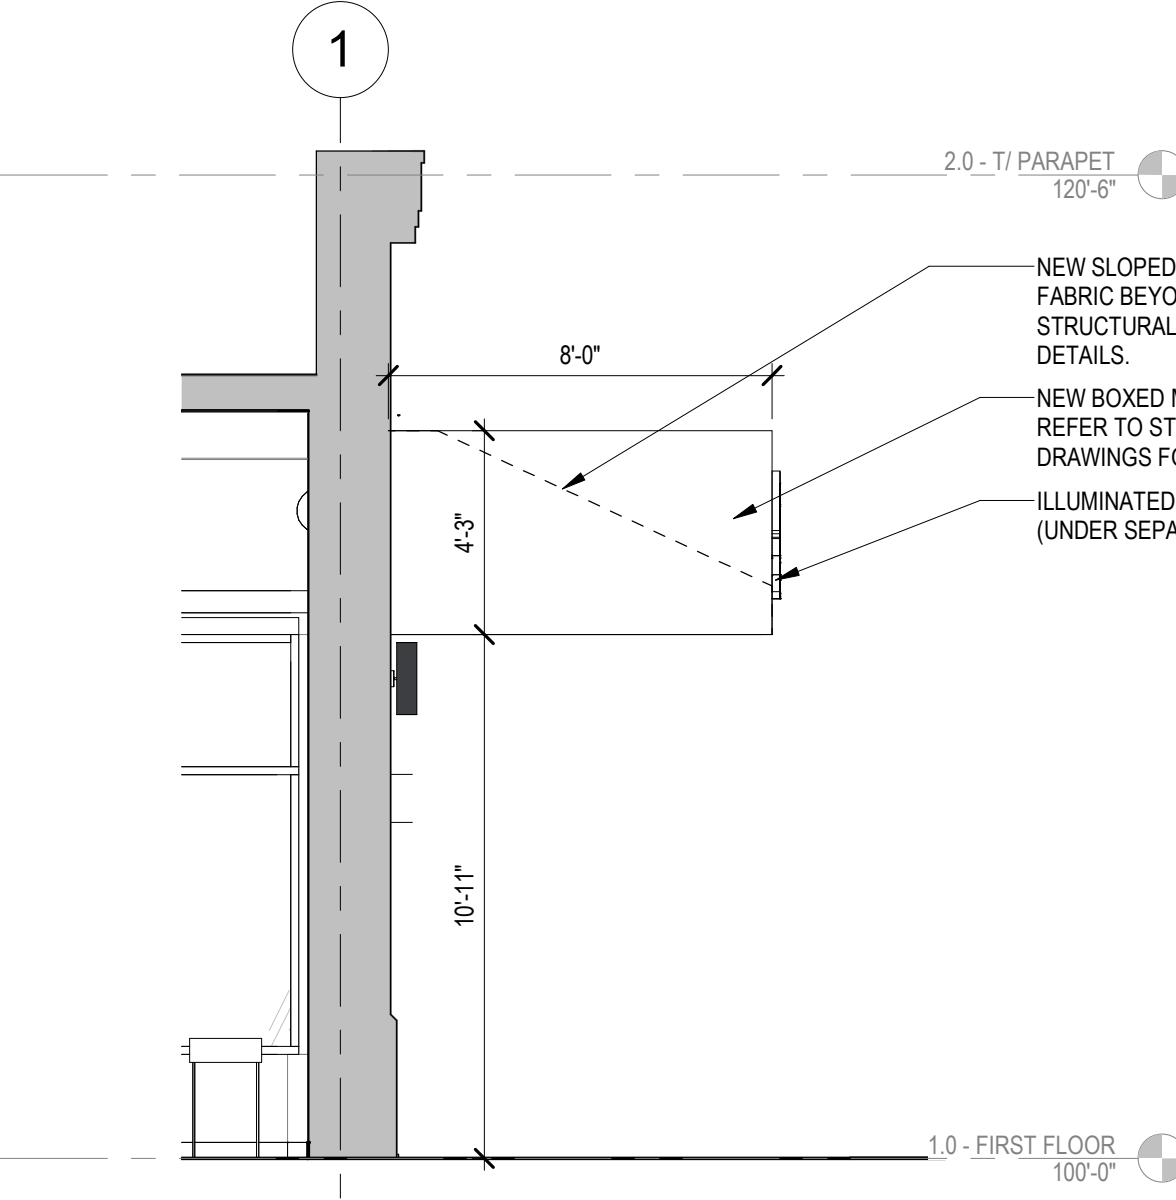 1
2.0 - T/ PARAPET
120'-6"
NEW SLOPED
FABRIC BEYO
STRUCTURAL
DETAILS.
8'-0"
NEW BOXED
REFER TO ST
DRAWINGS FO
ILLUMINATED
(UNDER SEPA
4'-3"
10'-11"
1.0 - FIRST FLOOR
100'-0"